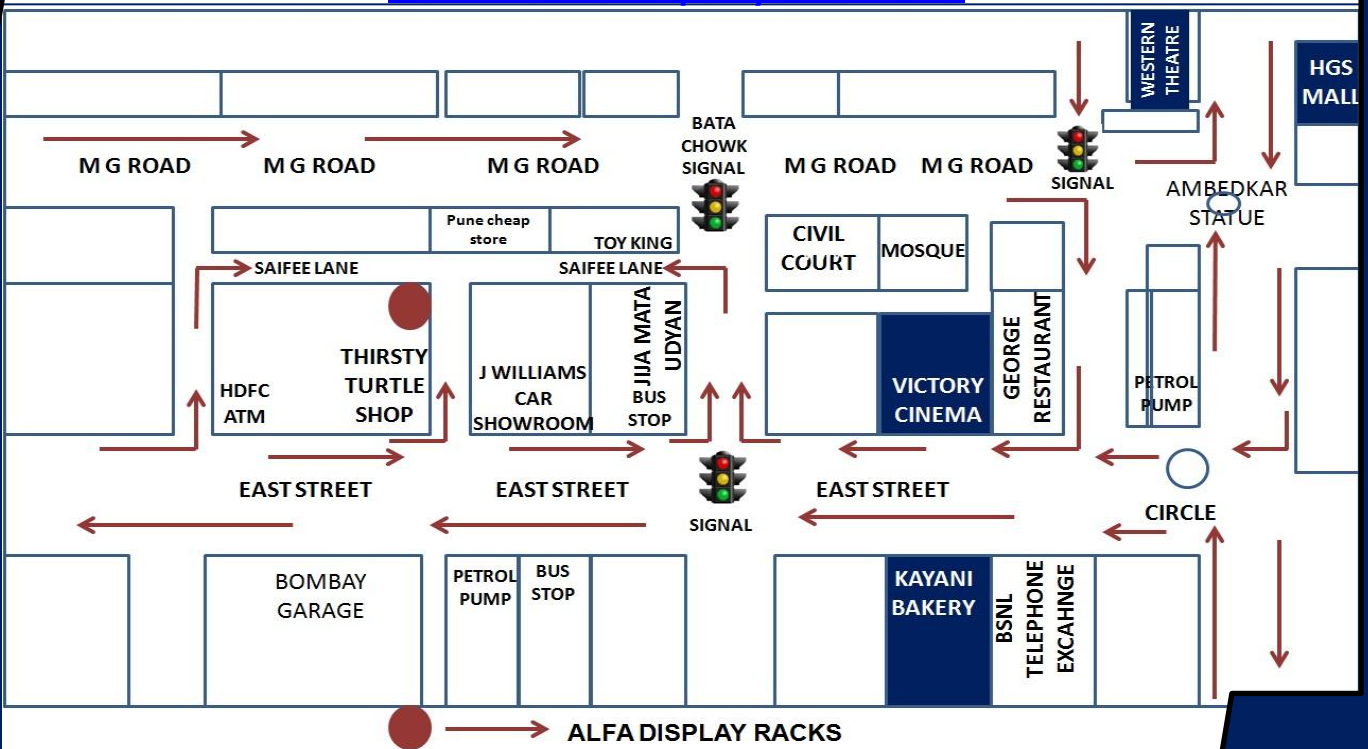 WESTERN
THEATRE
HGS
MALL
BATA
CHOWK
SIGNAL
M G ROAD
M G ROAD
M G ROAD
M G ROAD
M G ROAD
SIGNAL
AMBEDKAR
STATUE
Pune cheap
store
TOY KING
CIVIL
COURT
MOSQUE
SAIFEE LANE
SAIFEE LANE
THIRSTY
TURTLE
SHOP
HDFC
ATM
J WILLIAMS
CAR
SHOWROOM
JIJA MATA
UDYAN
BUS
STOP
VICTORY
CINEMA
GEORGE
RESTAURANT
PETROL
PUMP
EAST STREET
EAST STREET
EAST STREET
SIGNAL
CIRCLE
BOMBAY
GARAGE
PETROL
PUMP
BUS
STOP
KAYANI
BAKERY
BSNL
TELEPHONE
EXCAHNGE
ALFA DISPLAY RACKS